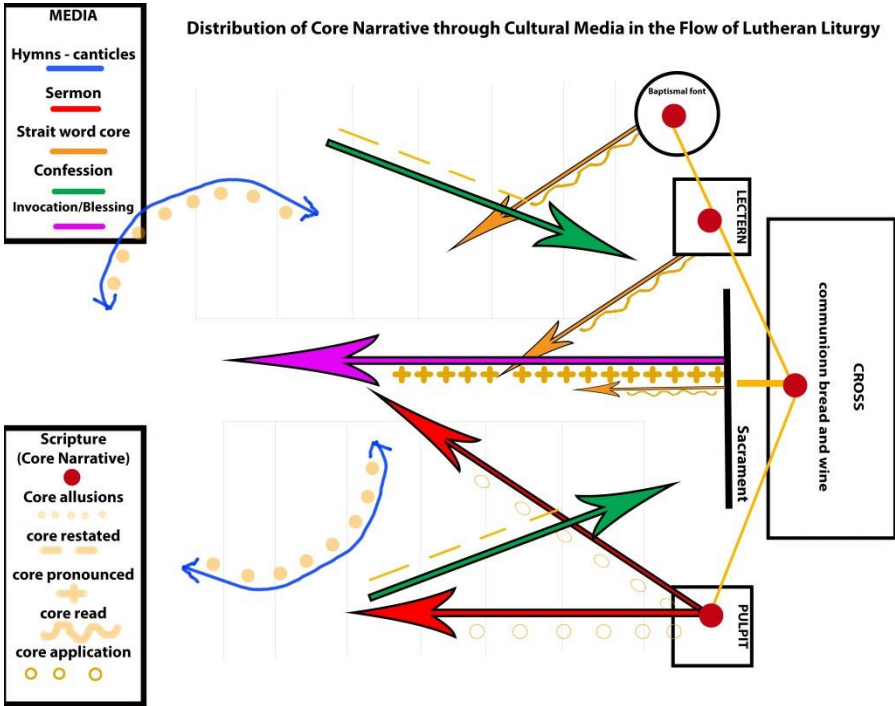 Distribution of Core Narrative through Cultural Media in the Flow of Lutheran Liturgy
MEDIA
Hymns - canticles
Sermon
Strait word core
Confession
Invocation/Blessing
Baptismal font
LECTERN
CROSS
communionn bread and wine
Sacrament
PULPIT
Scripture
(Core Narrative)
Core allusions
core restated
core pronounced
core read
core application